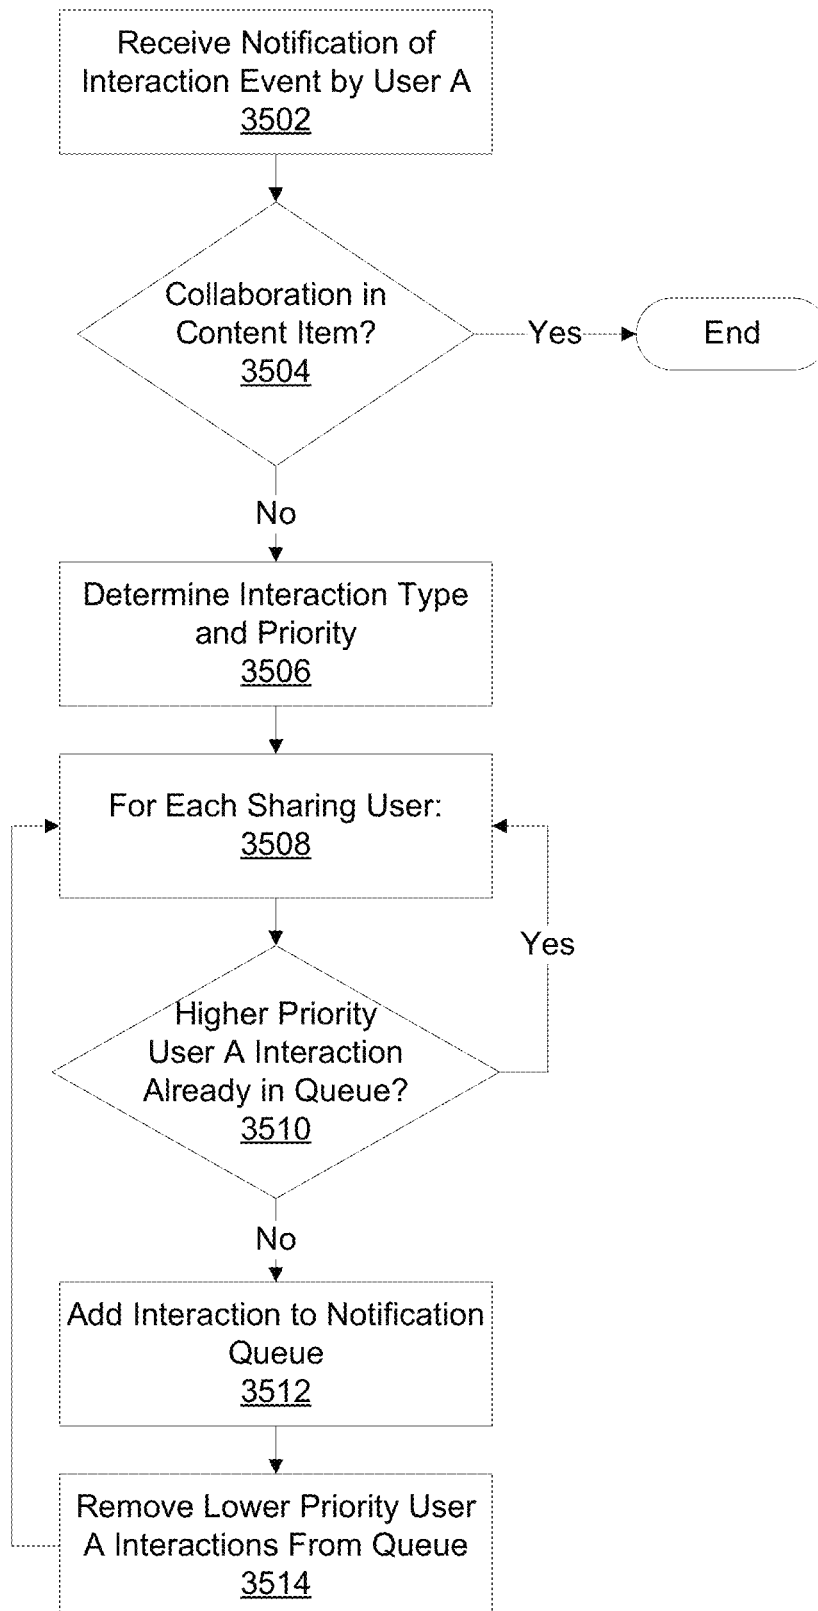 Receive Notification of
Interaction Event by User A
3502
Collaboration in
Content Item?
3504
Yes
End
No
Determine Interaction Type
and Priority
3506
For Each Sharing User:
3508
Yes
Higher Priority
User A Interaction
Already in Queue?
3510
No
Add Interaction to Notification
Queue
3512
Remove Lower Priority User
A Interactions From Queue
3514